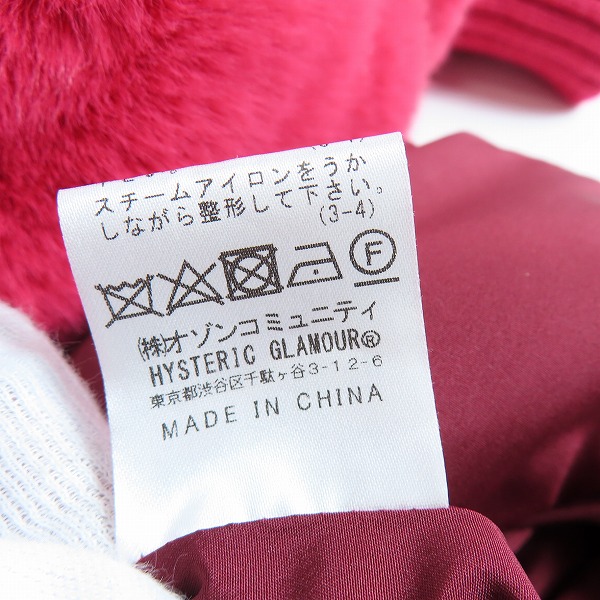 スチームアイロンをうか
しながら整形して下さい。
(3-4)
F
(株)オゾンコミュニティ
HYSTERIC GLAMOUR®
東京都渋谷区千駄ヶ谷3-12-6
MADE IN CHINA